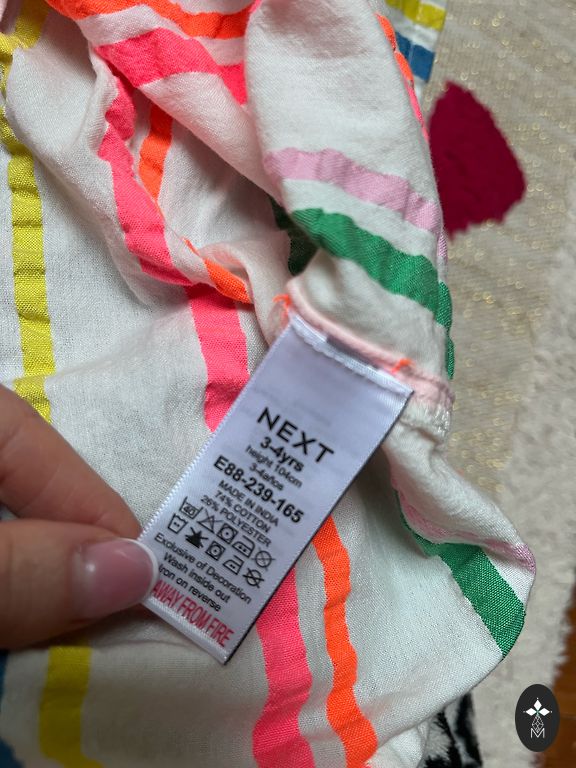 NEXT
3-4yrs
height 104cm
3-4años
E88-239-165
MADE IN INDIA
74% COTTON
26% POLYESTER
Exclusive of Decoration
Wash inside out
Iron on reverse
AWAY FROM FIRE
M